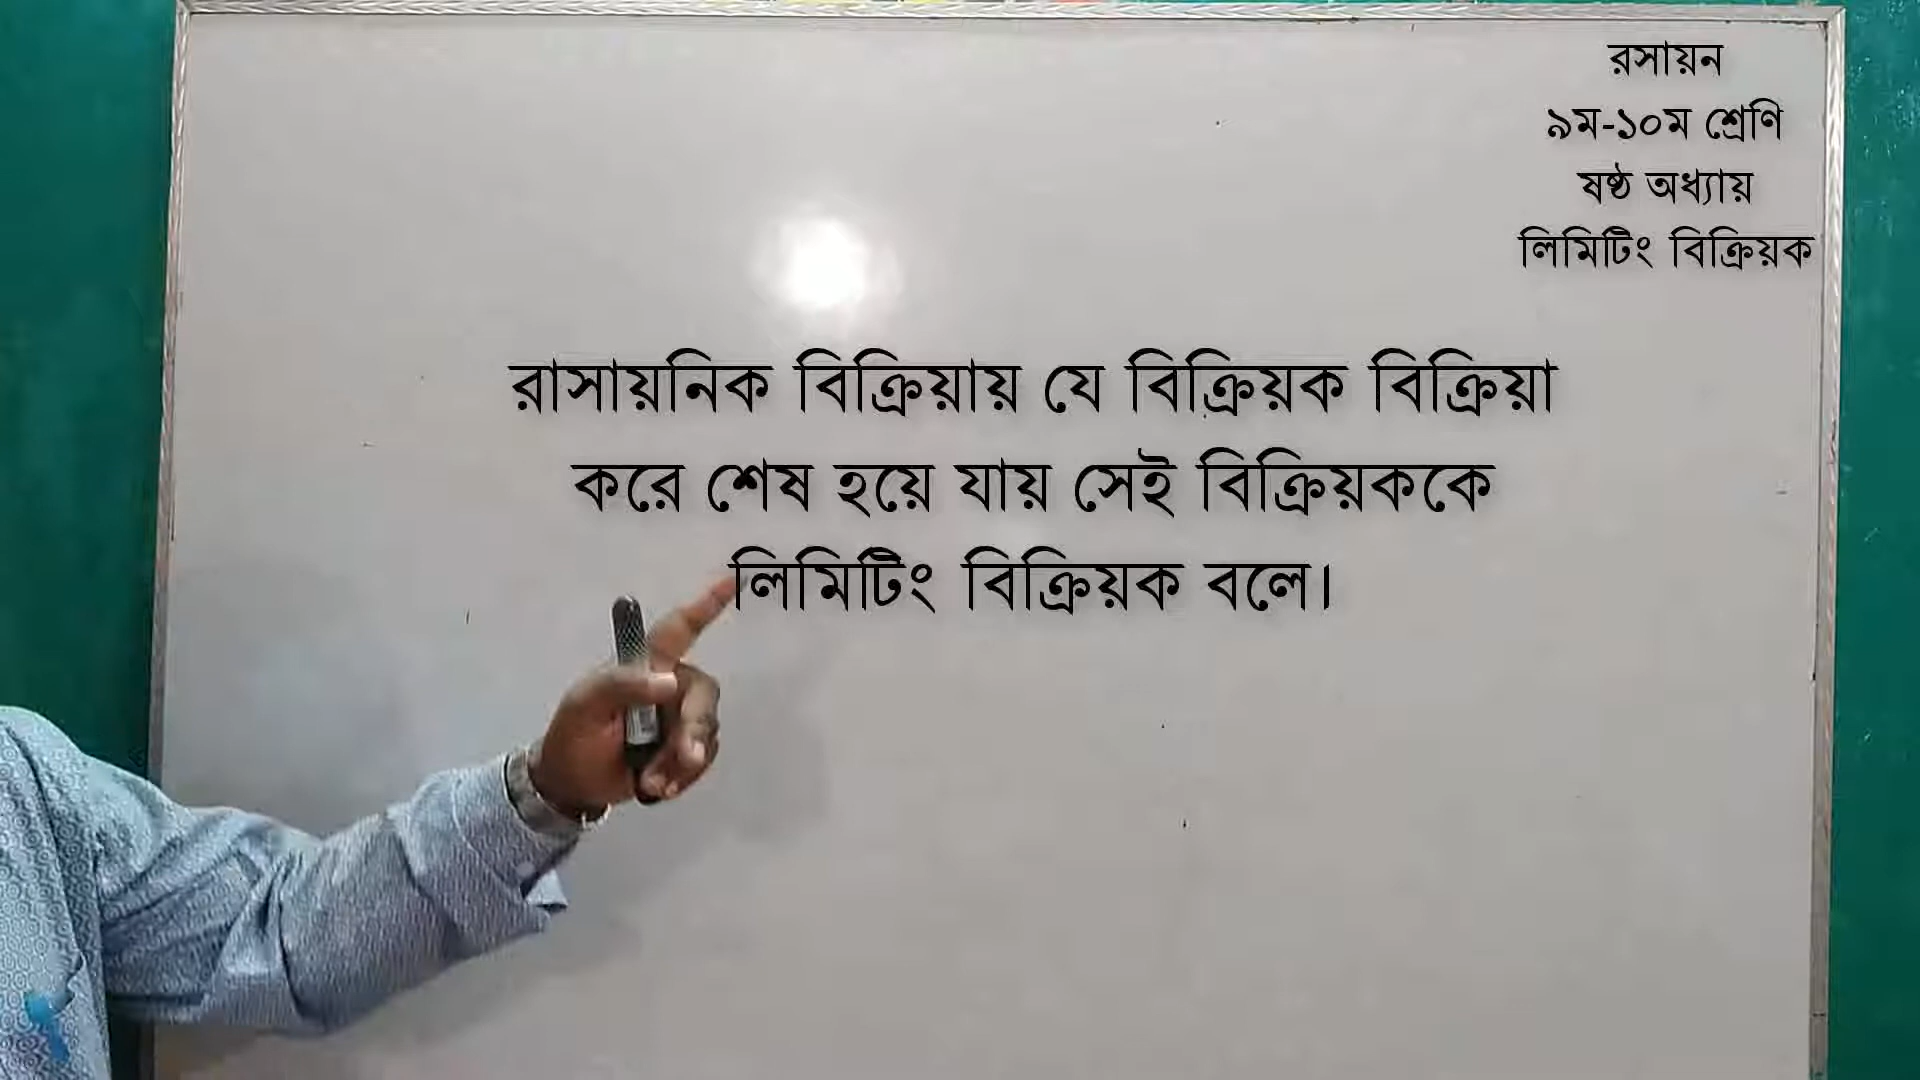 রসায়ন
৯ম-১০ম শ্রেণি
ষষ্ঠ অধ্যায়
লিমিটিং বিক্রিয়ক
রাসায়নিক বিক্রিয়ায় যে বিক্রিয়ক বিক্রিয়া
করে শেষ হয়ে যায় সেই বিক্রিয়ককে
লিমিটিং বিক্রিয়ক বলে।